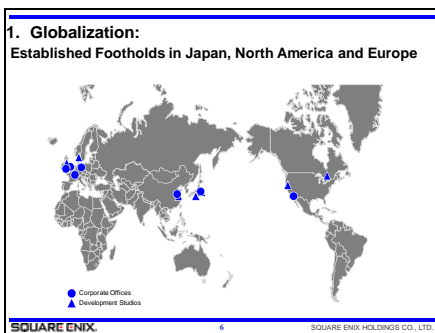 1. Globalization:
Established Footholds in Japan, North America and Europe
Corporate Offices
Development Studios
SQUARE ENIX.
6
SQUARE ENIX HOLDINGS CO., LTD.